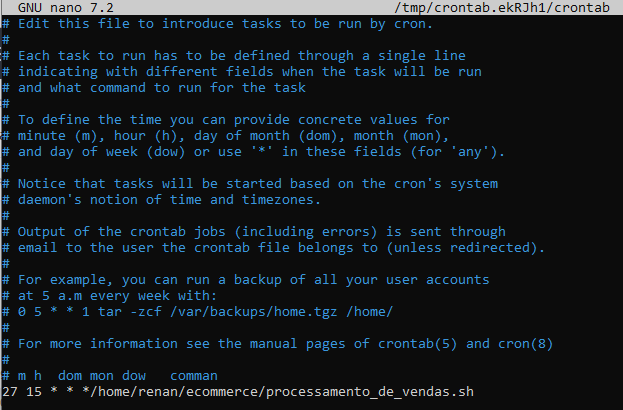 GNU nano 7.2 /tmp/crontab.ekRJh1/crontab
# Edit this file to introduce tasks to be run by cron.
#
# Each task to run has to be defined through a single line
# indicating with different fields when the task will be run
# and what command to run for the task
#
# To define the time you can provide concrete values for
# minute (m), hour (h), day of month (dom), month (mon),
# and day of week (dow) or use '*' in these fields (for 'any').
#
# Notice that tasks will be started based on the cron's system
# daemon's notion of time and timezones.
#
# Output of the crontab jobs (including errors) is sent through
# email to the user the crontab file belongs to (unless redirected).
#
# For example, you can run a backup of all your user accounts
# at 5 a.m every week with:
# 0 5 * * 1 tar -zcf /var/backups/home.tgz /home/
#
# For more information see the manual pages of crontab(5) and cron(8)
#
# m h  dom mon dow   comman
27 15 * * */home/renan/ecommerce/processamento_de_vendas.sh